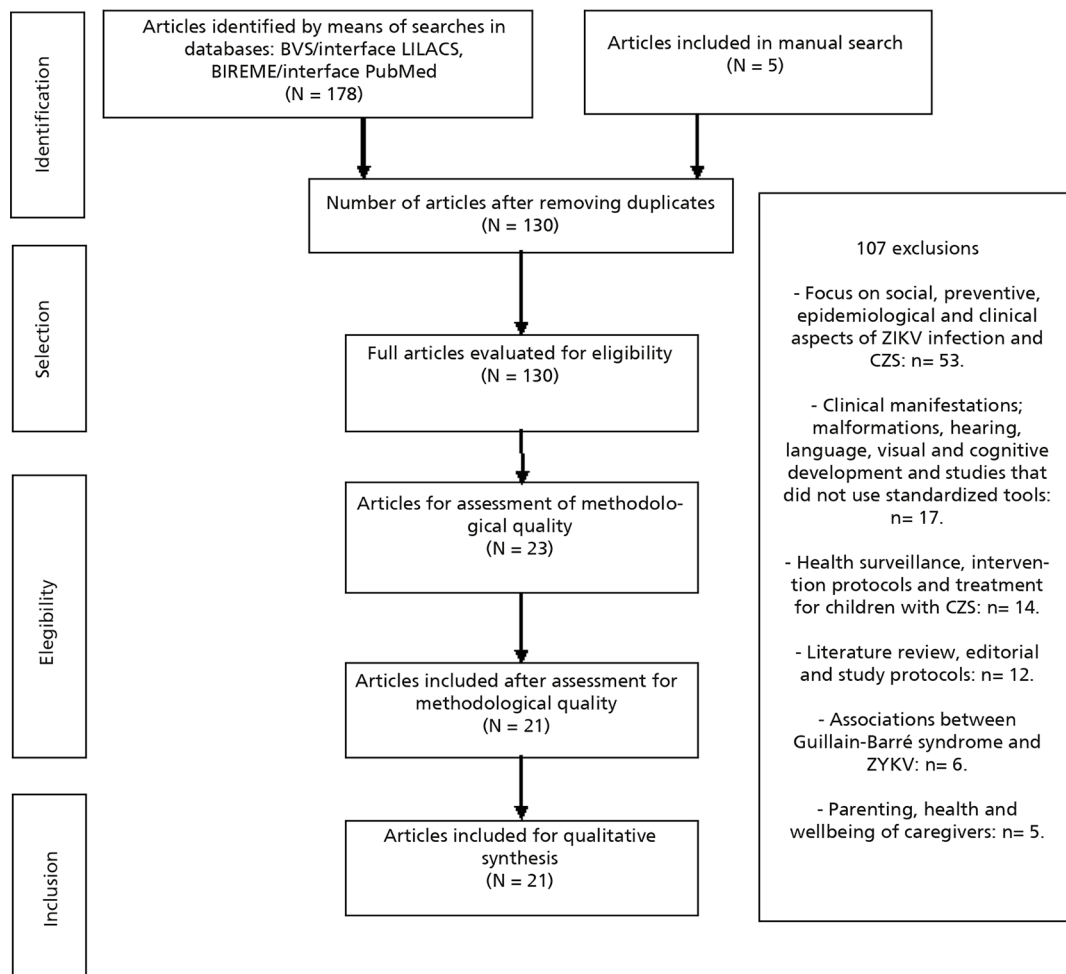 Identification
Articles identified by means of searches in
databases: BVS/interface LILACS,
BIREME/interface PubMed
(N = 178)
Articles included in manual search
(N = 5)
Number of articles after removing duplicates
(N = 130)
Selection
Full articles evaluated for eligibility
(N = 130)
Elegibility
Articles for assessment of methodolo-
gical quality
(N = 23)
Articles included after assessment for
methodological quality
(N = 21)
Inclusion
Articles included for qualitative
synthesis
(N = 21)
107 exclusions
- Focus on social, preventive,
epidemiological and clinical
aspects of ZIKV infection and
CZS: n= 53.
- Clinical manifestations;
malformations, hearing,
language, visual and cognitive
development and studies that
did not use standardized tools:
n= 17.
- Health surveillance, interven-
tion protocols and treatment
for children with CZS: n= 14.
- Literature review, editorial
and study protocols: n= 12.
- Associations between
Guillain-Barré syndrome and
ZYKV: n= 6.
- Parenting, health and
wellbeing of caregivers: n= 5.